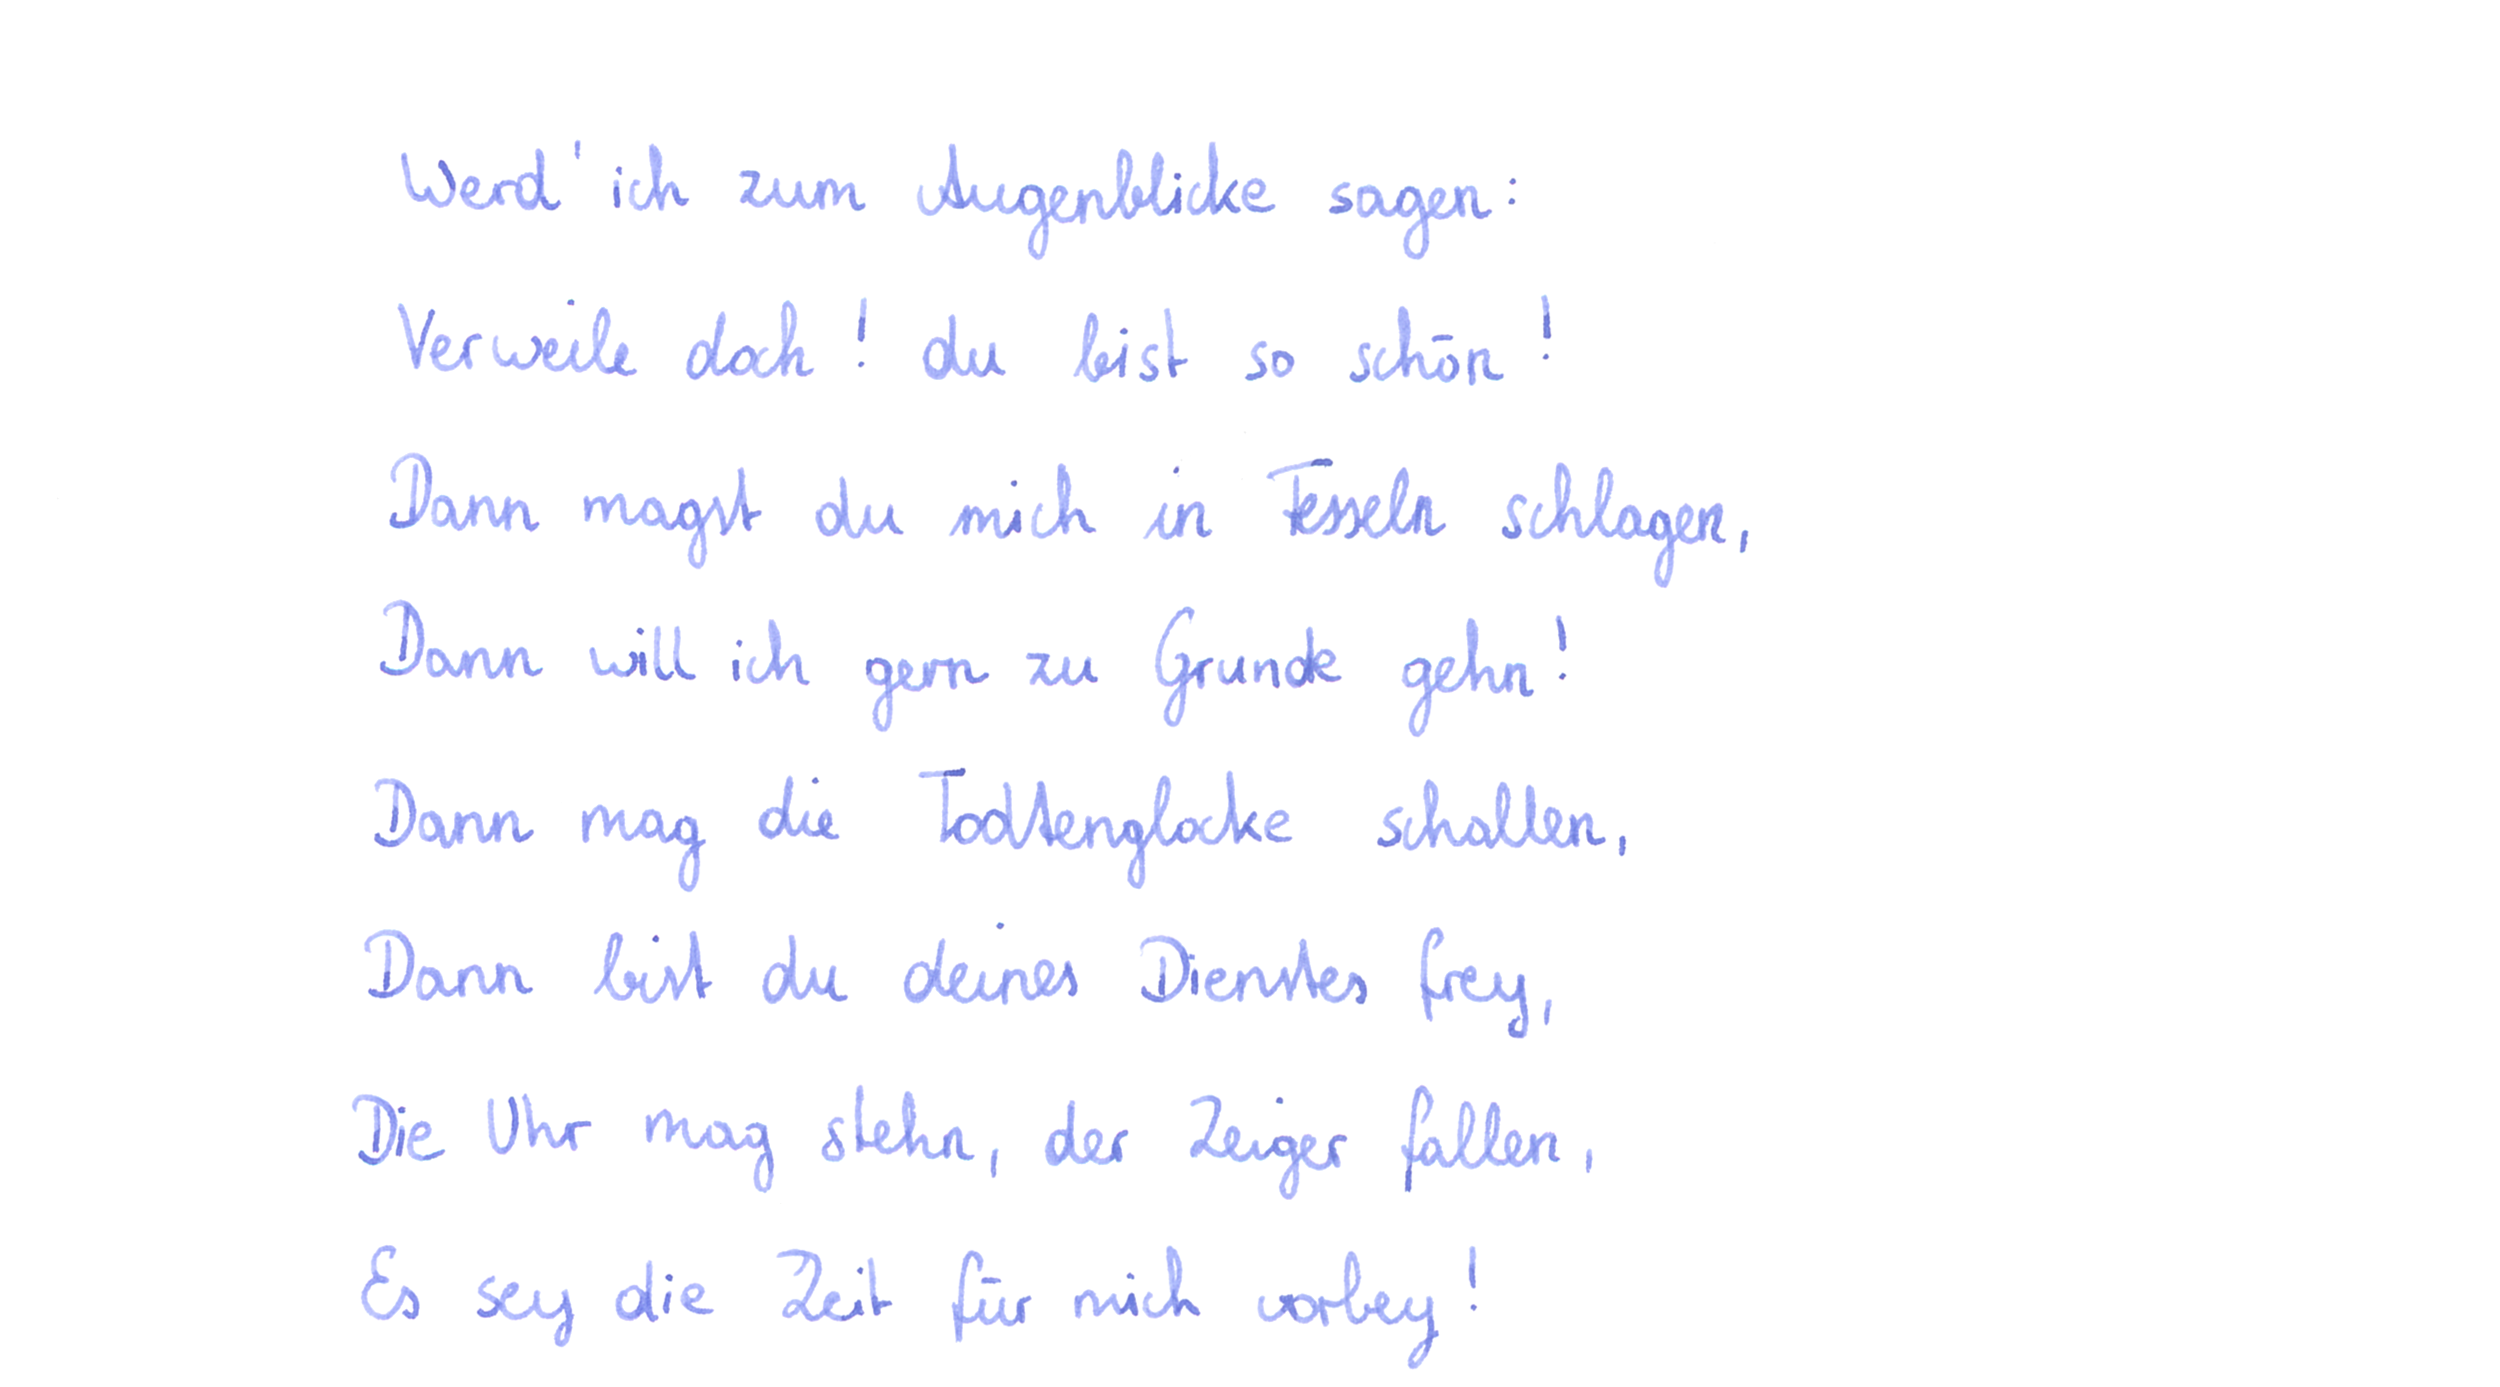 Werd' ich zum Augenblicke sagen:
Verweile doch! du bist so schön!
Dann magst du mich in Fesseln schlagen,
Dann will ich gern zu Grunde gehn!
Dann mag die Todtenglocke schallen,
Dann bist du deines Dienstes frey,
Die Uhr mag stehn, der Zeiger fallen,
Es sey die Zeit für mich vorbey!